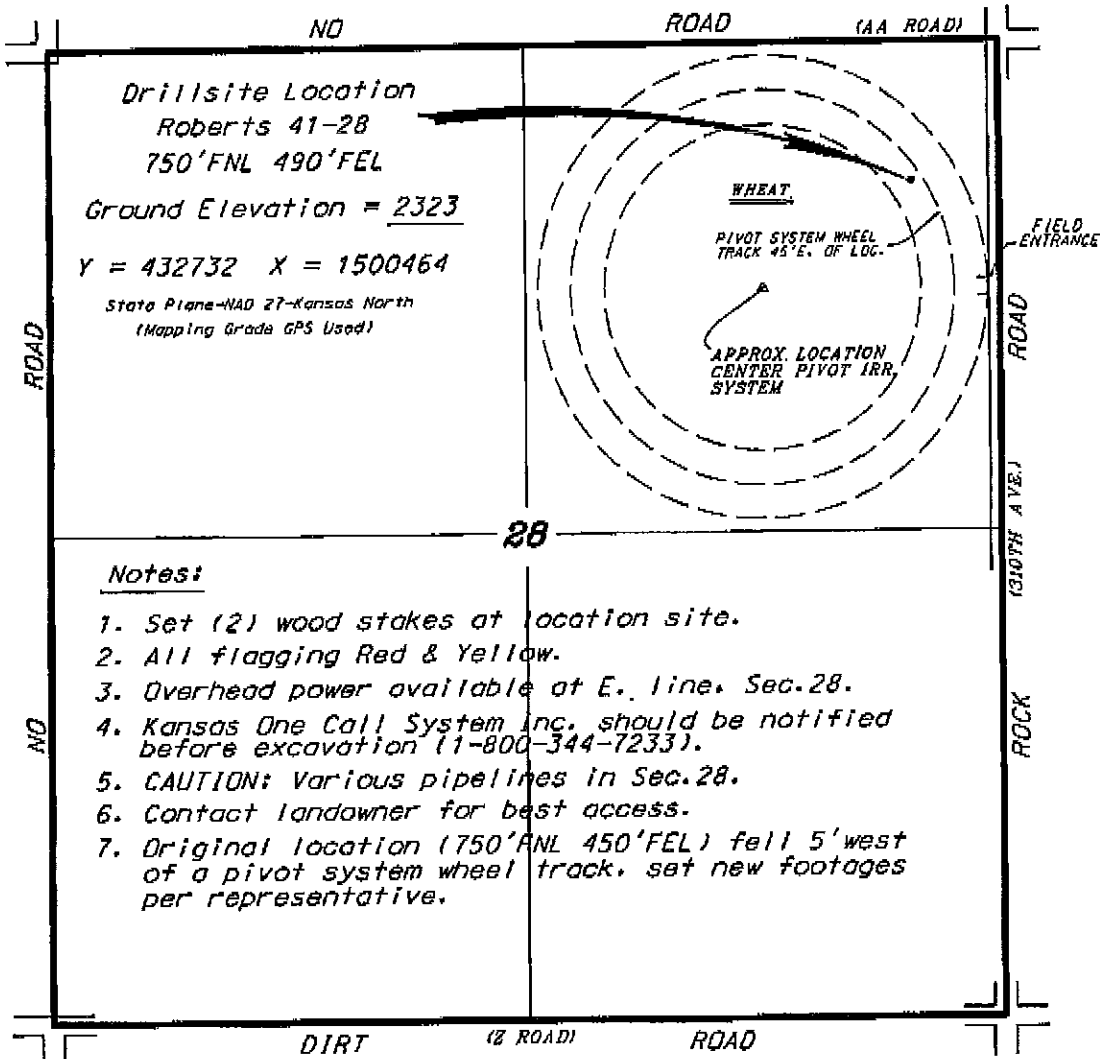 NO ROAD (AA ROAD)
Drillsite Location
Roberts 41-28
750'FNL 490'FEL
Ground Elevation = 2323
Y = 432732 X = 1500464
State Plane-NAD 27-Kansas North
(Mapping Grade GPS Used)
WHEAT
PIVOT SYSTEM WHEEL
TRACK 45'E. OF LOC.
FIELD
ENTRANCE
APPROX. LOCATION
CENTER PIVOT IRR.
SYSTEM
ROAD
ROAD
(310TH AVE.)
28
Notes:
1. Set (2) wood stakes at location site.
2. All flagging Red & Yellow.
3. Overhead power available at E. line. Sec.28.
4. Kansas One Call System Inc. should be notified
before excavation (1-800-344-7233).
5. CAUTION: Various pipelines in Sec.28.
6. Contact landowner for best access.
7. Original location (750'FNL 450'FEL) fell 5'west
of a pivot system wheel track. set new footages
per representative.
NO
ROCK
DIRT (Z ROAD) ROAD